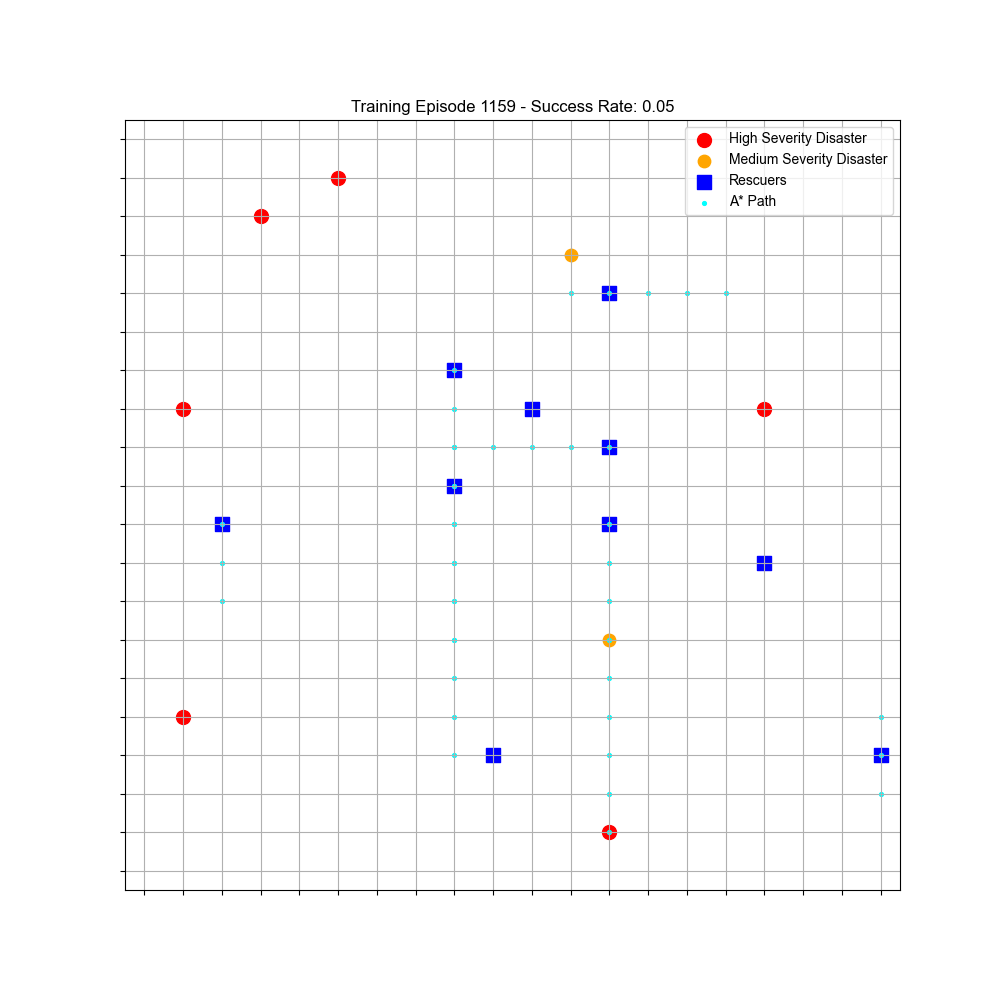 Training Episode 1159 - Success Rate: 0.05
High Severity Disaster
Medium Severity Disaster
Rescuers
A* Path